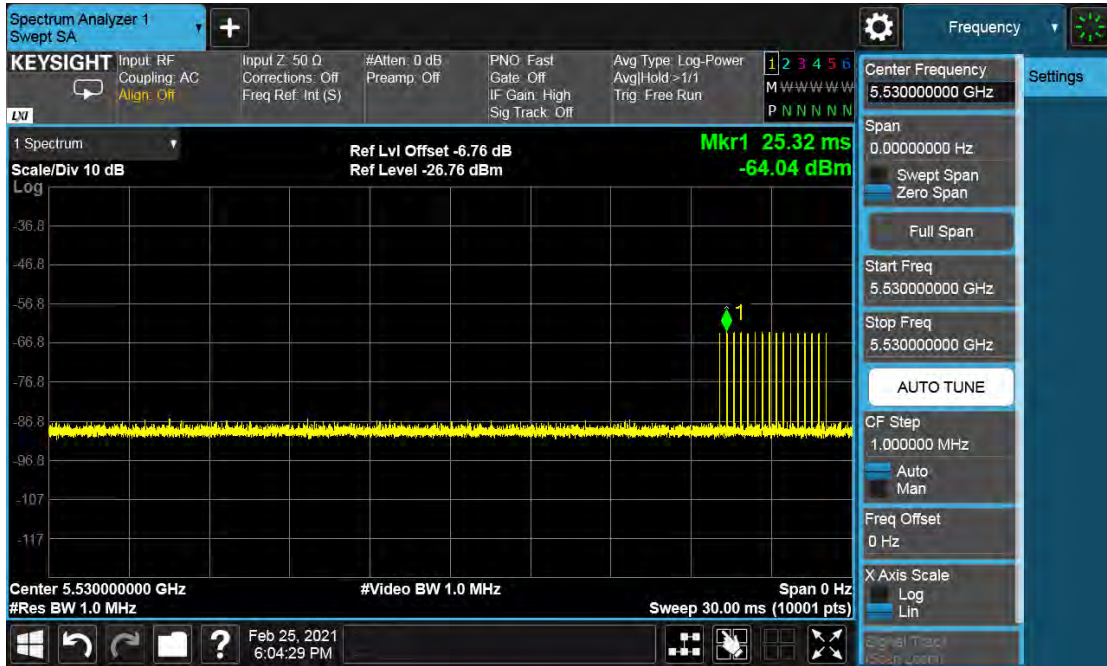 Spectrum Analyzer 1
Swept SA
+
Frequency
KEYSIGHT
Input: RF
Coupling: AC
Align: Off
Input Z: 50 Ω
Corrections: Off
Freq Ref: Int (S)
#Atten: 0 dB
Preamp: Off
PNO: Fast
Gate: Off
IF Gain: High
Sig Track: Off
Avg Type: Log-Power
Avg|Hold >1/1
Trig: Free Run
1 2 3 4 5 6
M W W W W W
P N N N N N
LXI
Center Frequency
5.530000000 GHz
Settings
1 Spectrum
Scale/Div 10 dB
Log
Ref Lvl Offset -6.76 dB
Ref Level -26.76 dBm
Mkr1 25.32 ms
-64.04 dBm
Span
0.00000000 Hz
Swept Span
Zero Span
Full Span
Start Freq
5.530000000 GHz
Stop Freq
5.530000000 GHz
AUTO TUNE
CF Step
1.000000 MHz
Auto
Man
Freq Offset
0 Hz
X Axis Scale
Log
Lin
Signal Track
(Span Zoom)
-36.8
-46.8
-56.8
-66.8
-76.8
-86.8
-96.8
-107
-117
1
Center 5.530000000 GHz
#Res BW 1.0 MHz
#Video BW 1.0 MHz
Span 0 Hz
Sweep 30.00 ms (10001 pts)
?
Feb 25, 2021
6:04:29 PM